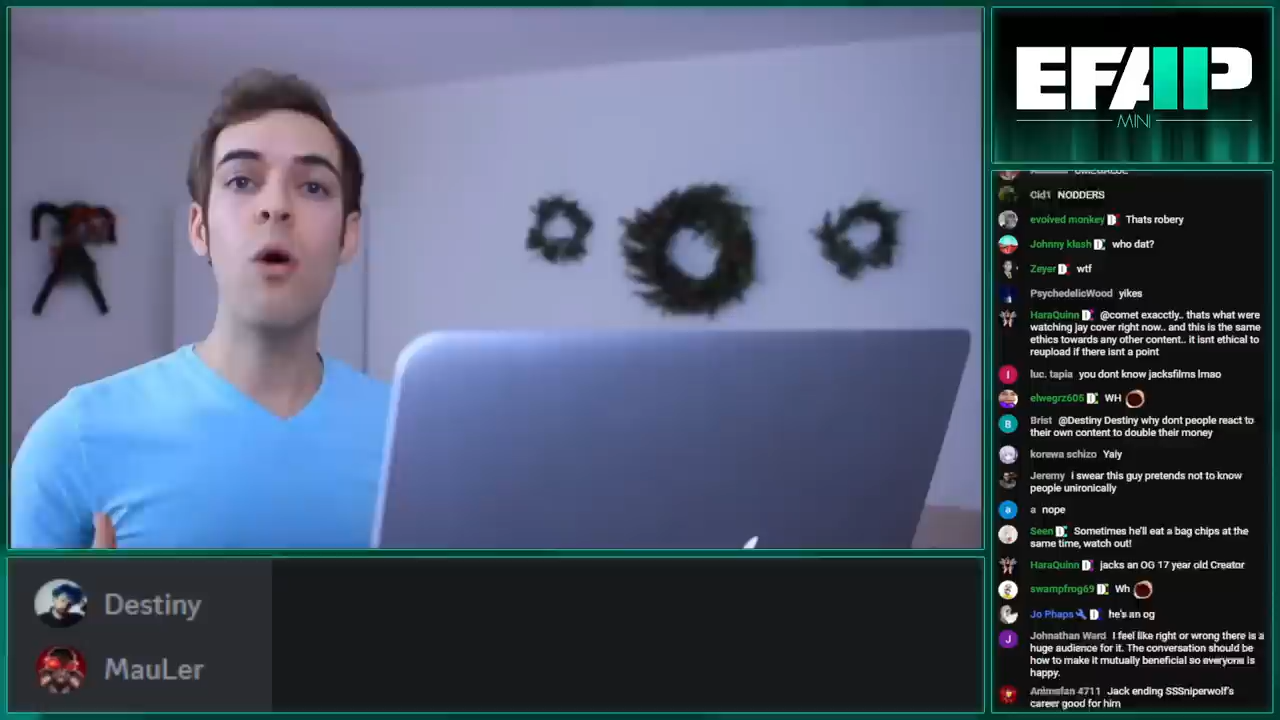 EFAP
MINI
Cid1 NODDERS
evolved monkey Thats robery
Johnny klash who dat?
Zeyer wtf
PsychedelicWood yikes
HaraQuinn @comet exacctly.. thats what were
watching jay cover right now.. and this is the same
ethics towards any other content.. it isnt ethical to
reupload if there isnt a point
luc. tapia you dont know jacksfilms lmao
elwegrz606 WH
Brist @Destiny Destiny why dont people react to
their own content to double their money
korewa schizo Yaiy
Jeremy i swear this guy pretends not to know
people unironically
a nope
Seen Sometimes he'll eat a bag chips at the
same time, watch out!
HaraQuinn jacks an OG 17 year old Creator
swampfrog69 Wh
Jo Phaps he's an og
Johnathan Ward I feel like right or wrong there is a
huge audience for it. The conversation should be
how to make it mutually beneficial so everyone is
happy.
Animsfan 4711 Jack ending SSSniperwolf's
career good for him
Destiny
MauLer